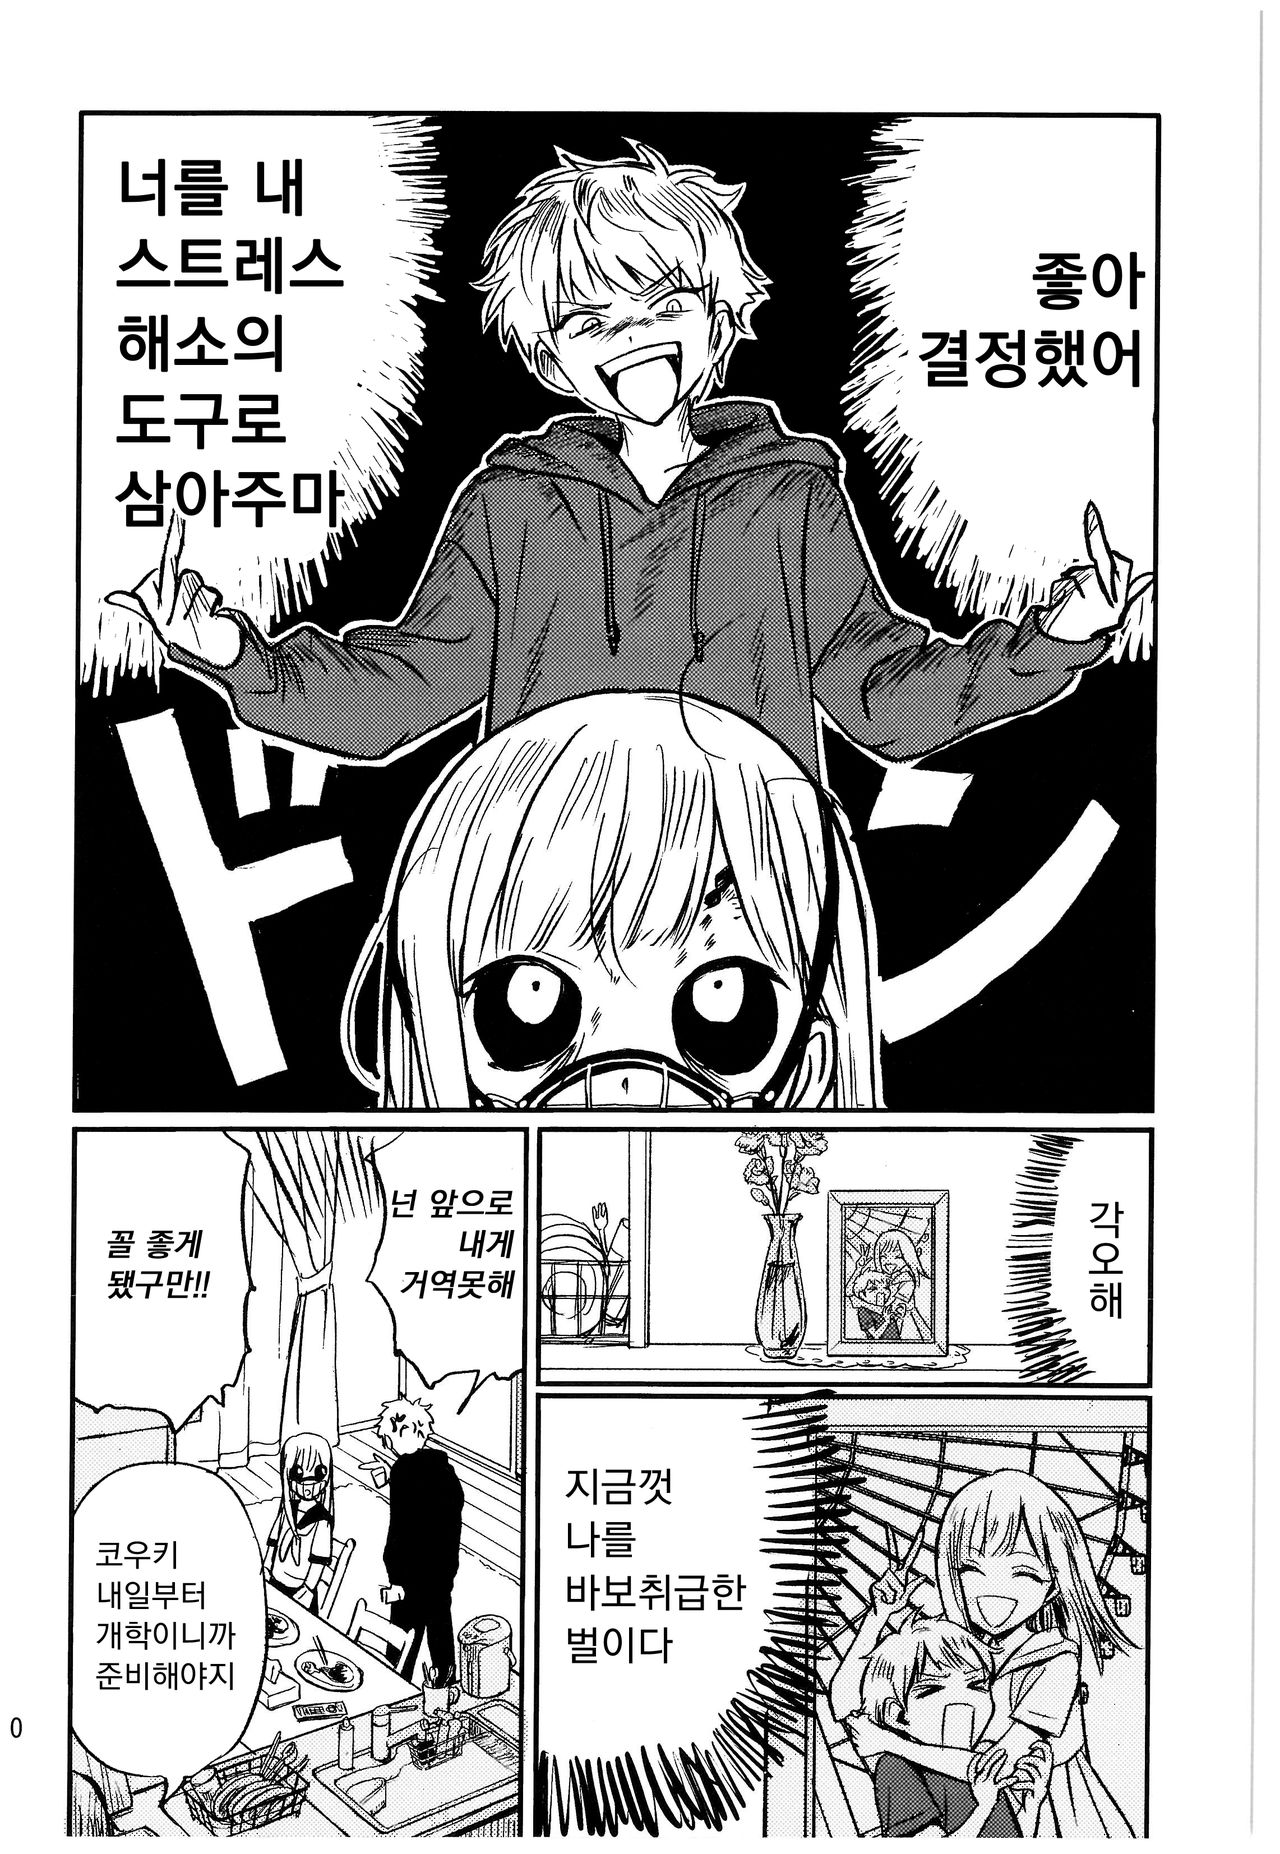 좋아
결정했어
너를 내
스트레스
해소의
도구로
삼아주마
ドン
각오해
지금껏
나를
바보취급한
벌이다
넌 앞으로
내게
거역못해
꼴 좋게
됐구만!!
코우키
내일부터
개학이니까
준비해야지
0